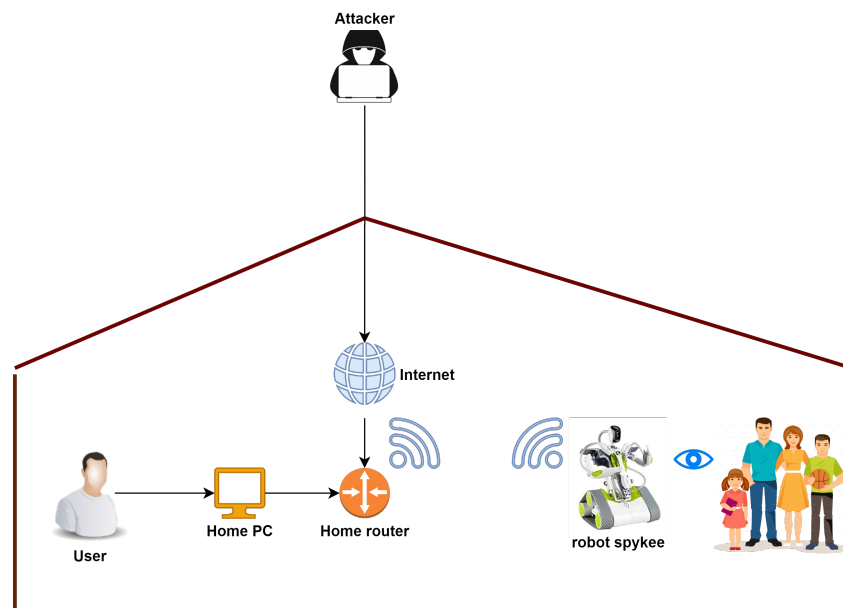 Attacker
Internet
Home PC
Home router
User
robot spykee